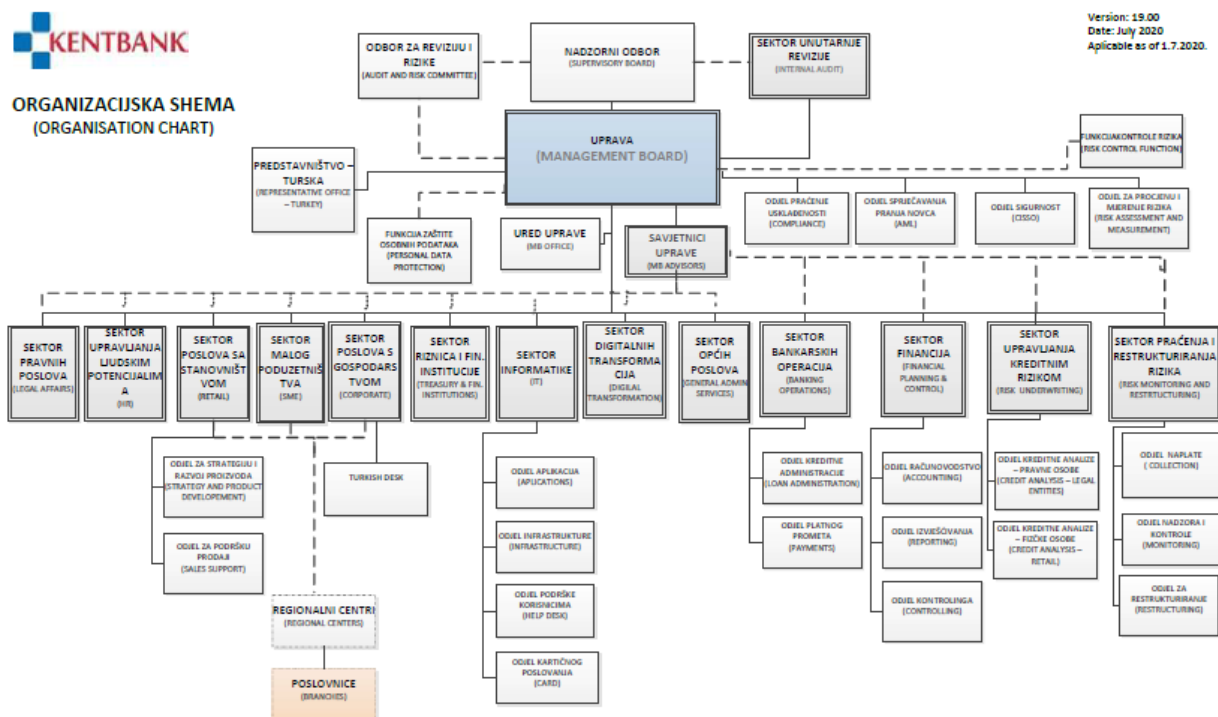 KENTBANK
ORGANIZACIJSKA SHEMA
(ORGANISATION CHART)
Version: 19.00
Date: July 2020
Aplicable as of 1.7.2020.
ODBOR ZA REVIZIJU I
RIZIKE
(AUDIT AND RISK COMMITTEE)
NADZORNI ODBOR
(SUPERVISORY BOARD)
SEKTOR UNUTARNJE
REVIZIJE
(INTERNAL AUDIT)
UPRAVA
(MANAGEMENT BOARD)
FUNKCIJAKONTROLE RIZIKA
(RISK CONTROL FUNCTION)
PREDSTAVNIŠTVO –
TURSKA
(REPRESENTATIVE OFFICE
– TURKEY)
FUNKCIJA ZAŠTITE
OSOBNIH PODATAKA
(PERSONAL DATA
PROTECTION)
URED UPRAVE
(MB OFFICE)
SAVJETNICI
UPRAVE
(MB ADVISORS)
ODJEL PRAĆENJE
USKLAĐENOSTI
(COMPLIANCE)
ODJEL SPRJEČAVANJA
PRANJA NOVCA
(AML)
ODJEL SIGURNOST
(CISSO)
ODJEL ZA PROCJENU I
MJERENJE RIZIKA
(RISK ASSESSMENT AND
MEASUREMENT)
SEKTOR
PRAVNIH
POSLOVA
(LEGAL AFFAIRS)
SEKTOR
UPRAVLJANJA
LJUDSKIM
POTENCIJALIM
A
(HR)
SEKTOR
POSLOVA SA
STANOVNIŠT
VOM
(RETAIL)
SEKTOR
MALOG
PODUZETNIŠ
TVA
(SME)
SEKTOR
POSLOVA S
GOSPODARS
TVOM
(CORPORATE)
SEKTOR
RIZNICA I FIN.
INSTITUCIJE
(TREASURY & FIN.
INSTITUTIONS)
SEKTOR
INFORMATIKE
(IT)
SEKTOR
DIGITALNIH
TRANSFORMA
CIJA
(DIGILAL
TRANSFORMATION)
SEKTOR
OPĆIH
POSLOVA
(GENERAL ADMIN
SERVICES)
SEKTOR
BANKARSKIH
OPERACIJA
(BANKING
OPERATIONS)
SEKTOR
FINANCIJA
(FINANCIAL
PLANNING &
CONTROL)
SEKTOR
UPRAVLJANJA
KREDITNIM
RIZIKOM
(RISK UNDERWRITING)
SEKTOR PRAĆENJA I
RESTRUKTURIRANJA
RIZIKA
(RISK MONITORING AND
RESTRTUCTURING)
ODJEL ZA STRATEGIJU I
RAZVOJ PROIZVODA
(STRATEGY AND PRODUCT
DEVELOPEMENT)
ODJEL ZA PODRŠKU
PRODAJI
(SALES SUPPORT)
TURKISH DESK
REGIONALNI CENTRI
(REGIONAL CENTERS)
POSLOVNICE
(BRANCHES)
ODJEL APLIKACIJA
(APLICATIONS)
ODJEL INFRASTRUKTURE
(INFRASTRUCTURE)
ODJEL PODRŠKE
KORISNICIMA
(HELP DESK)
ODJEL KARTIČNOG
POSLOVANJA
(CARD)
ODJEL KREDITNE
ADMINISTRACIJE
(LOAN ADMINISTRATION)
ODJEL PLATNOG
PROMETA
(PAYMENTS)
ODJEL RAČUNOVODSTVO
(ACCOUNTIING)
ODJEL IZVJEŠĆIVANJA
(REPORTING)
ODJEL KONTROLINGA
(CONTROLLING)
ODJEL KREDITNE ANALIZE
– PRAVNE OSOBE
(CREDIT ANALYSIS – LEGAL
ENTITIES)
ODJEL KREDITNE ANALIZE
– FIZIČKE OSOBE
(CREDIT ANALYSIS –
RETAIL)
ODJEL NAPLATE
( COLLECTION)
ODJEL NADZORA I
KONTROLE
(MONITORING)
ODJEL ZA
RESTRUKTURIRANJE
(RESTRUCTURING)